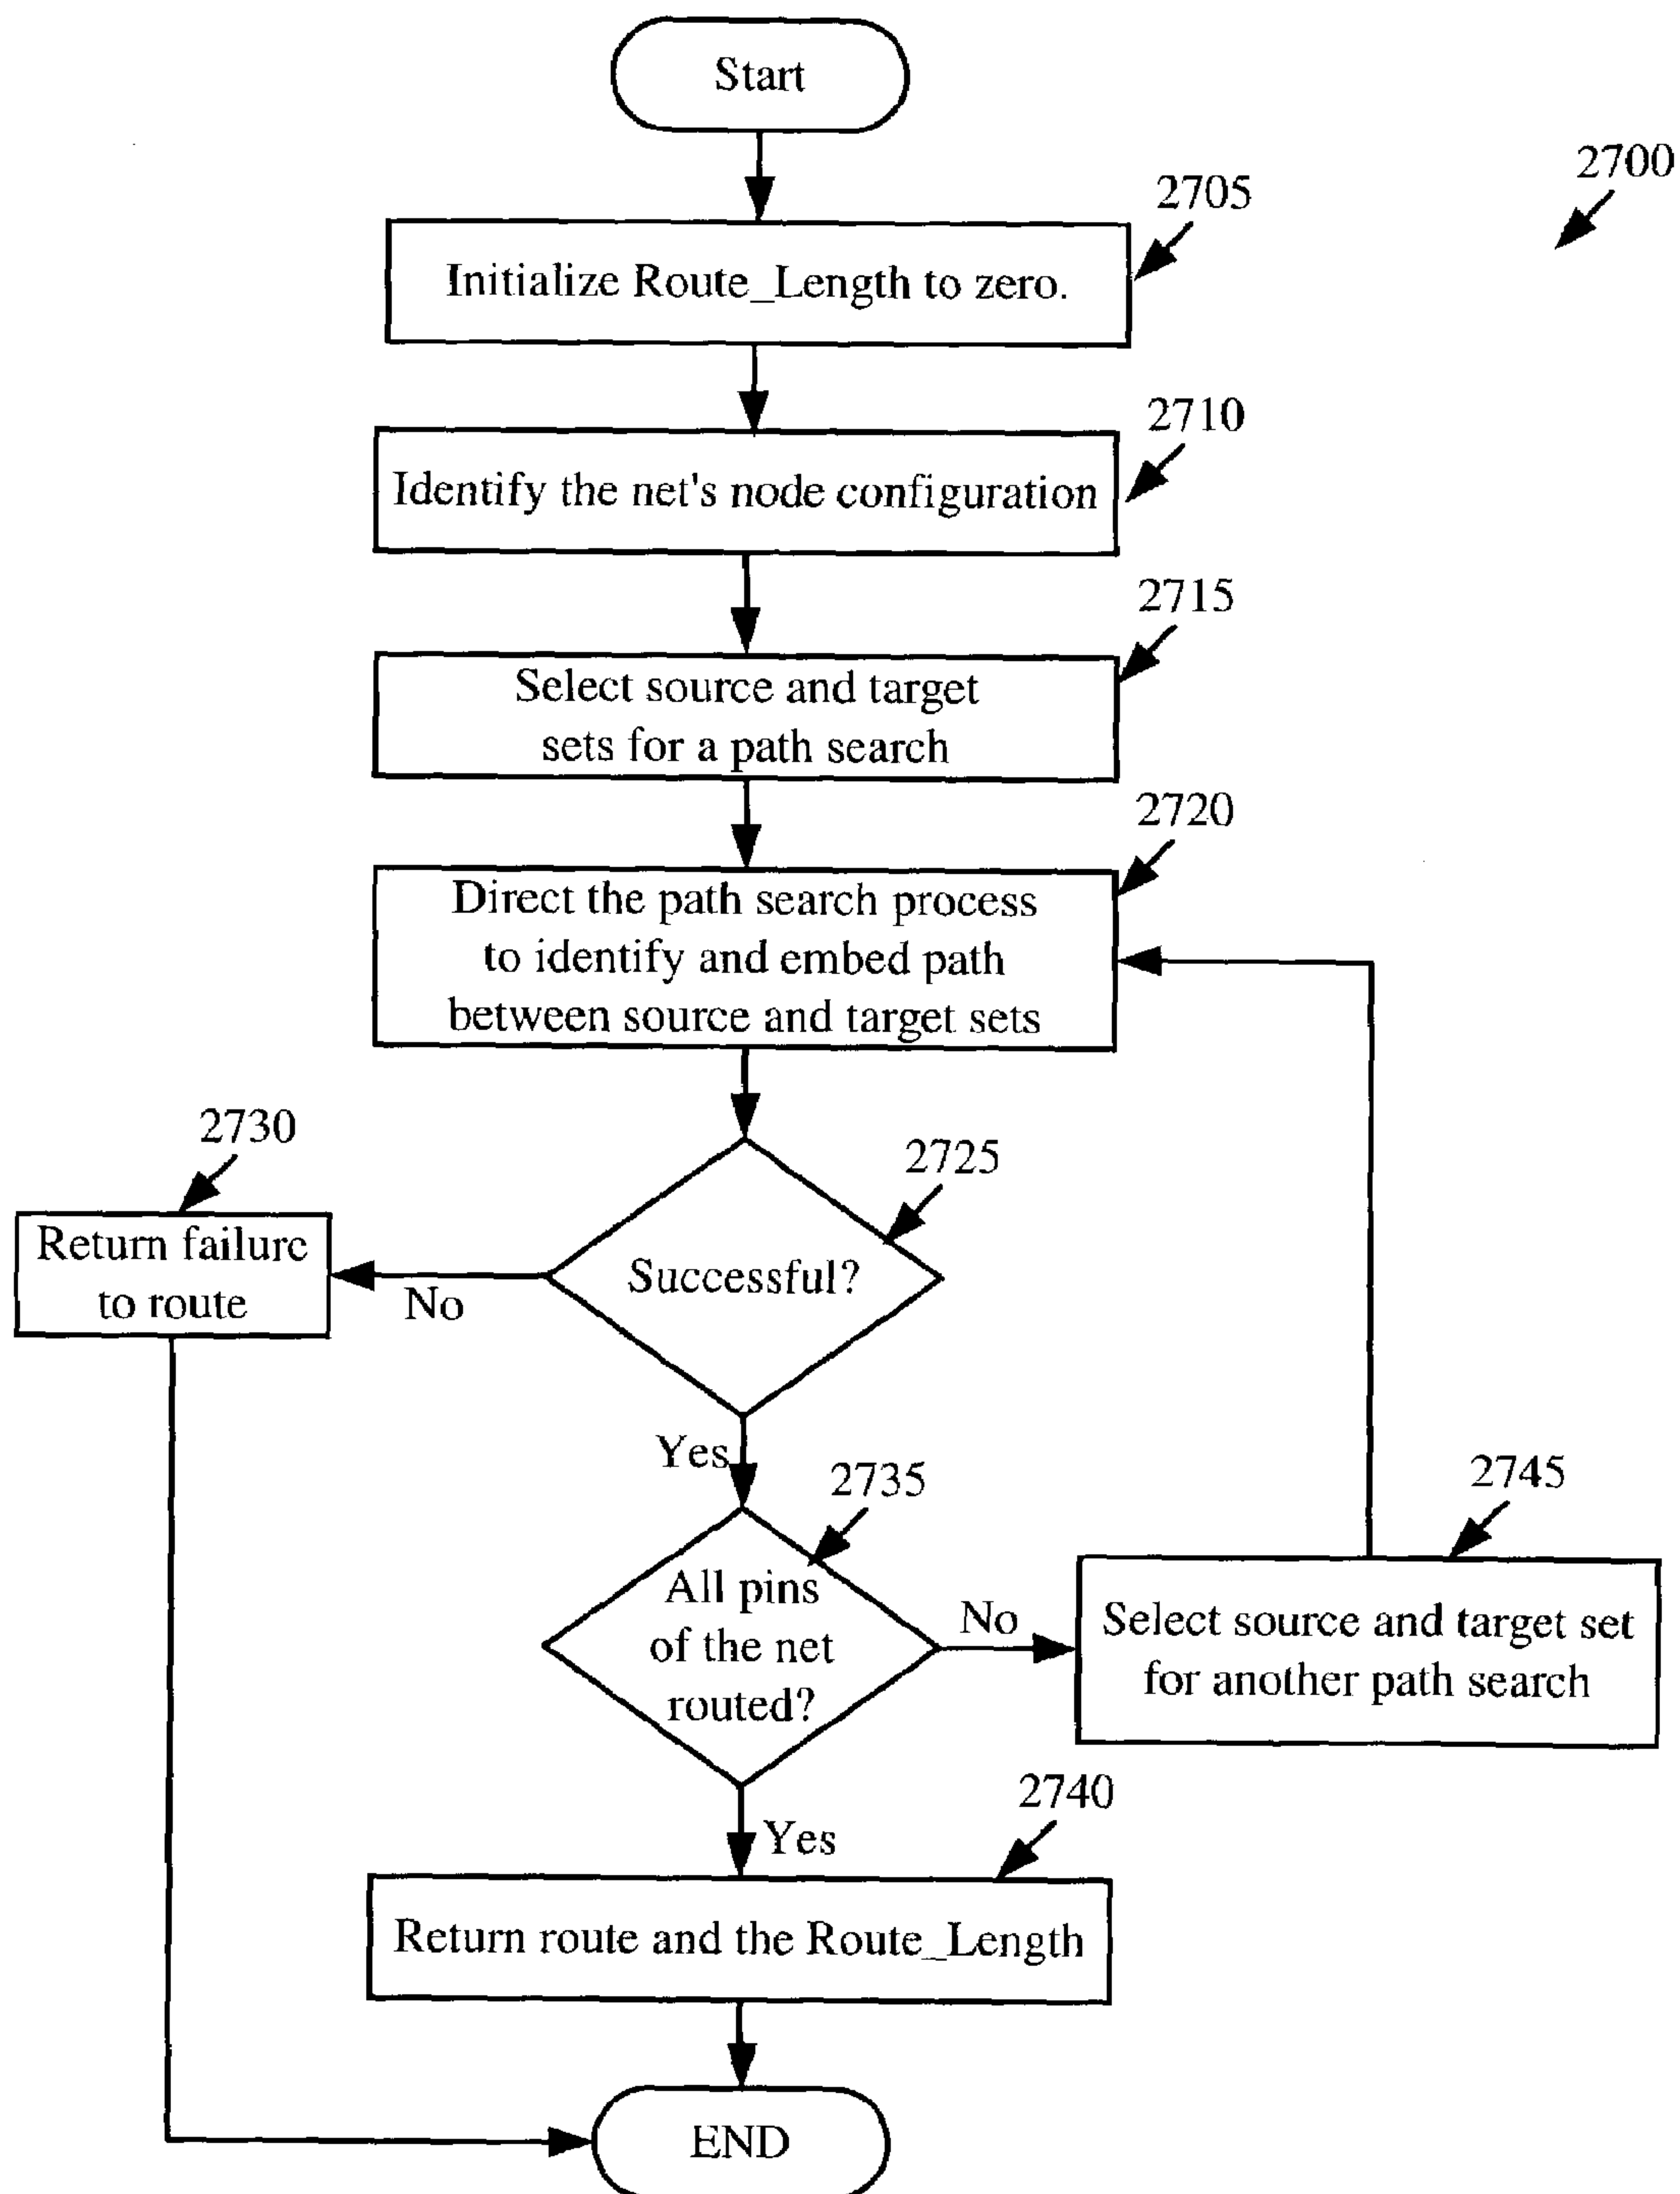 Start
2700
2705
Initialize Route_Length to zero.
2710
Identify the net's node configuration
2715
Select source and target
sets for a path search
2720
Direct the path search process
to identify and embed path
between source and target sets
2730
2725
Return failure
to route
No
Successful?
Yes
2735
2745
All pins
of the net
routed?
No
Select source and target set
for another path search
2740
Yes
Return route and the Route_Length
END